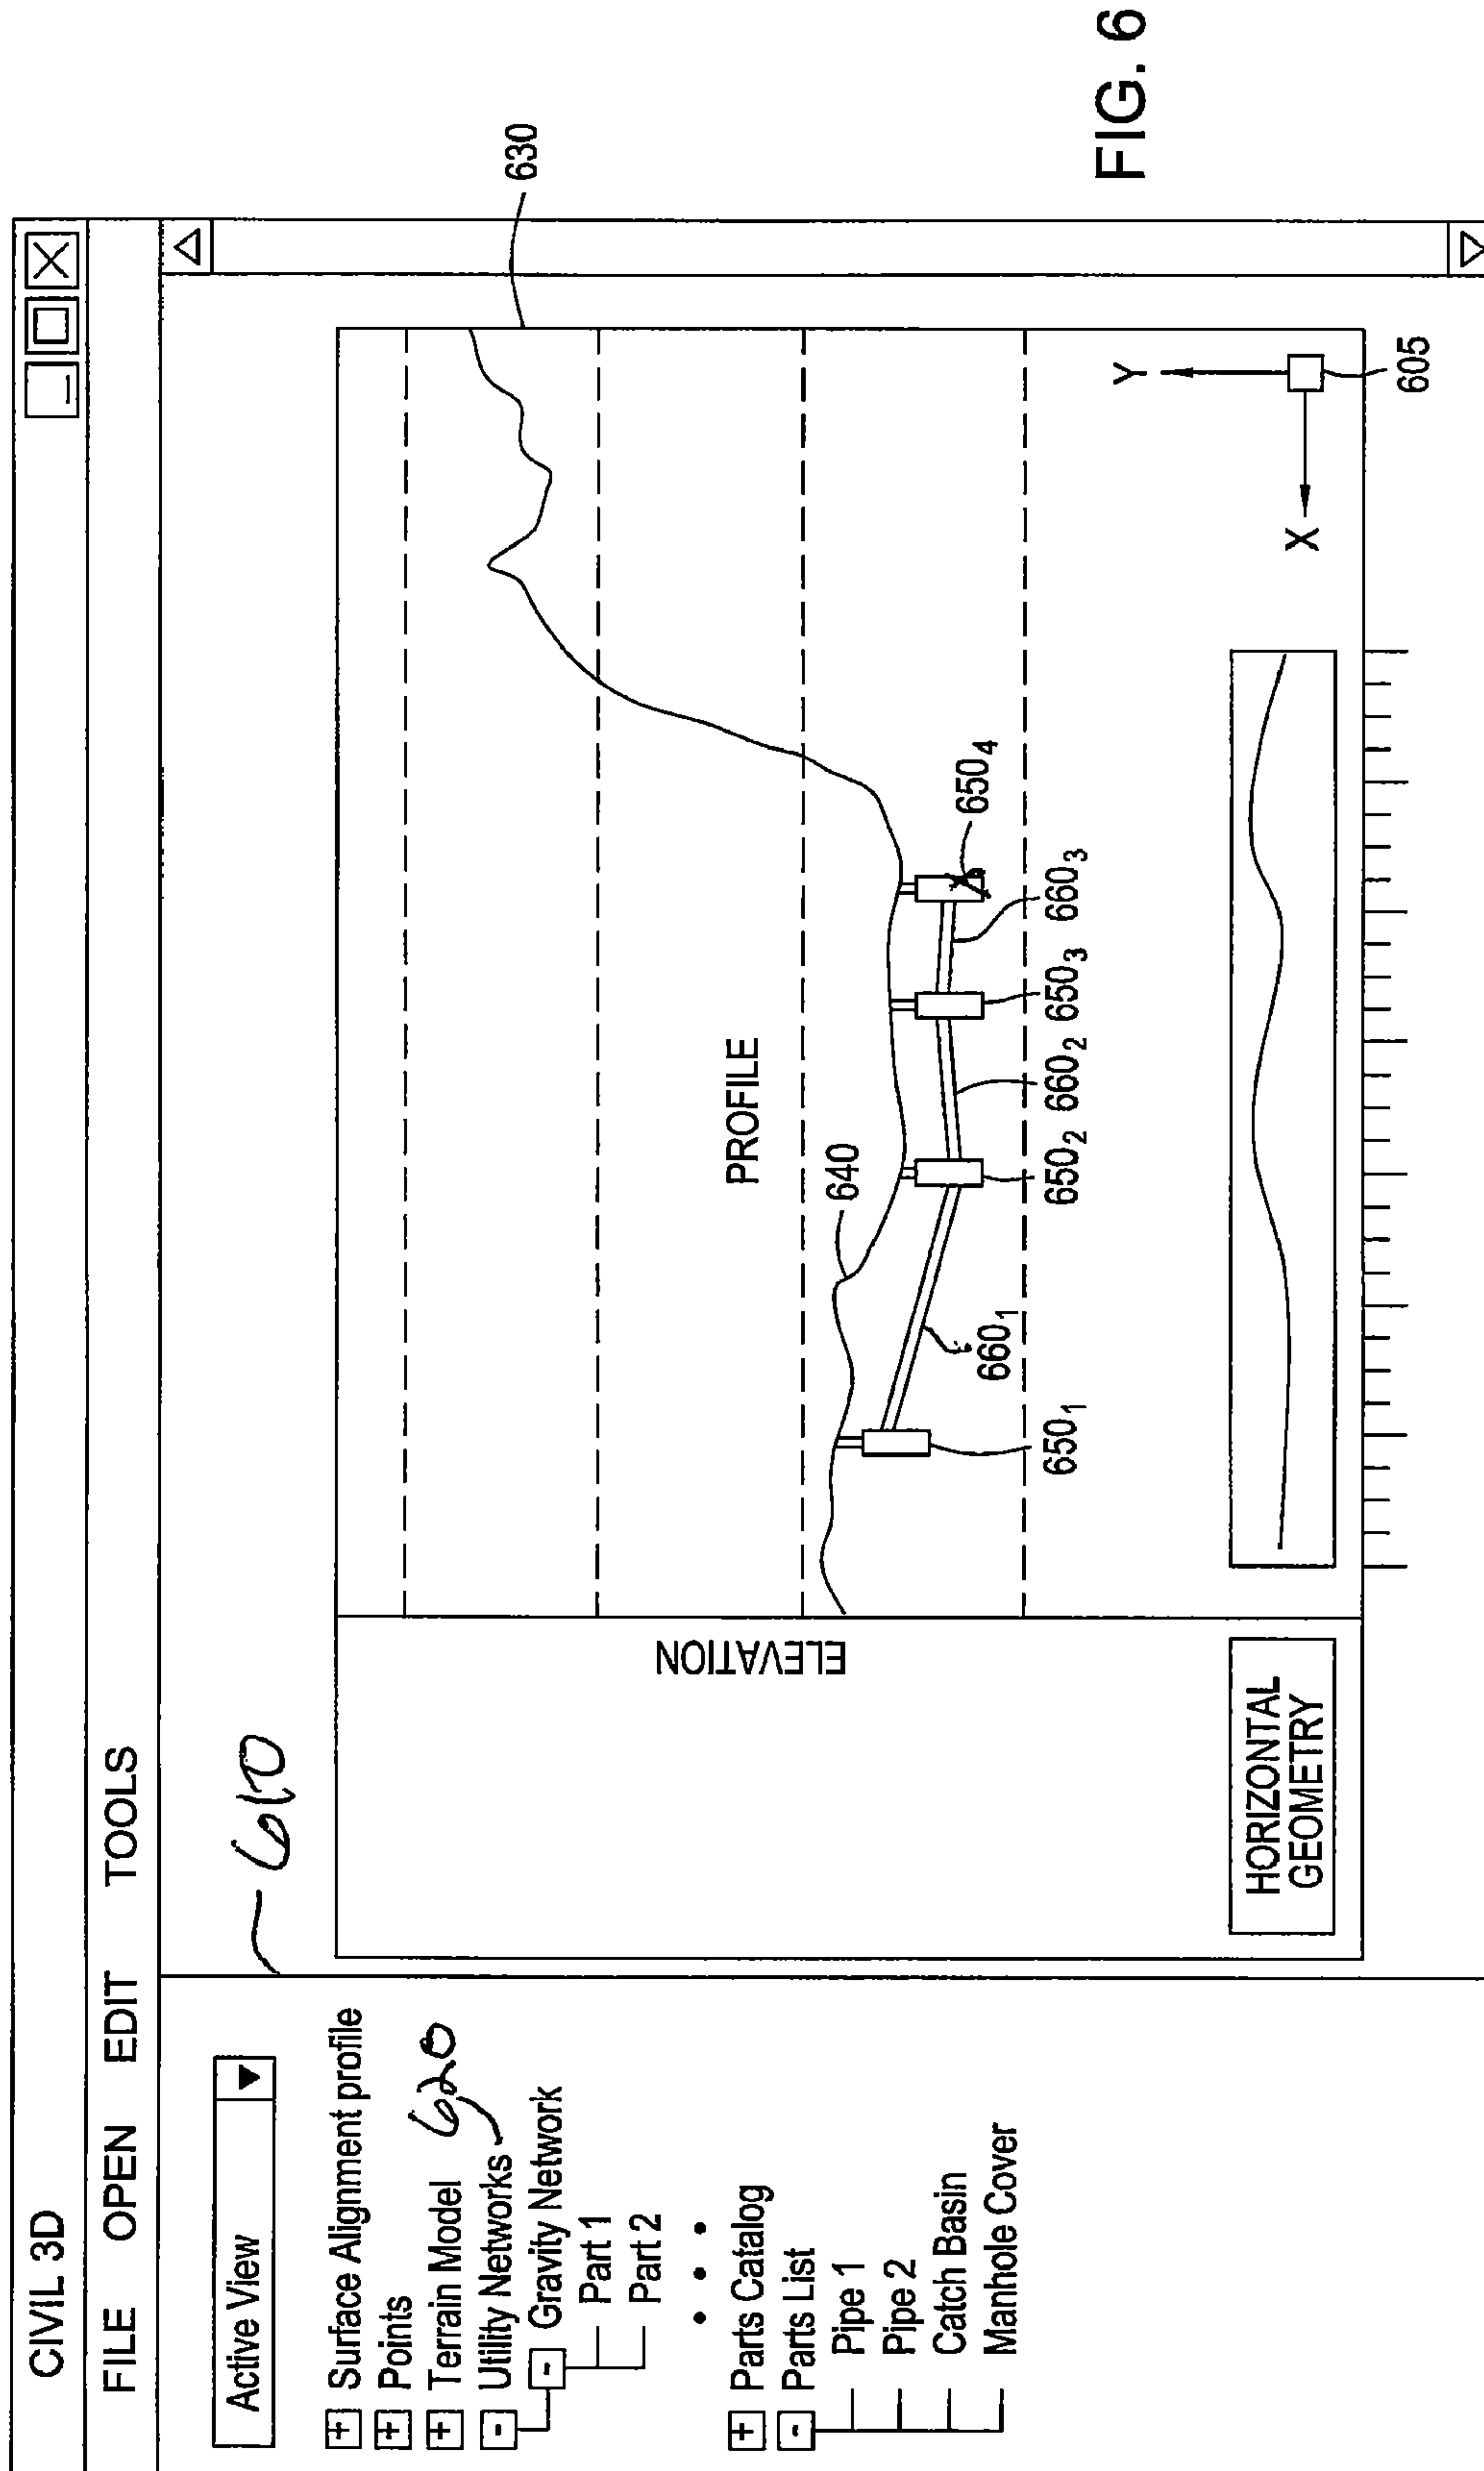 CIVIL 3D
FILE OPEN EDIT TOOLS
Active View
610
+ Surface Alignment profile
+ Points
+ Terrain Model
620
- Utility Networks
- Gravity Network
Part 1
Part 2
• • •
+ Parts Catalog
- Parts List
Pipe 1
Pipe 2
Catch Basin
Manhole Cover
ELEVATION
HORIZONTAL
GEOMETRY
PROFILE
630
640
650₁
660₁
650₂
660₂
650₃
660₃
650₄
Y
X
605
FIG. 6